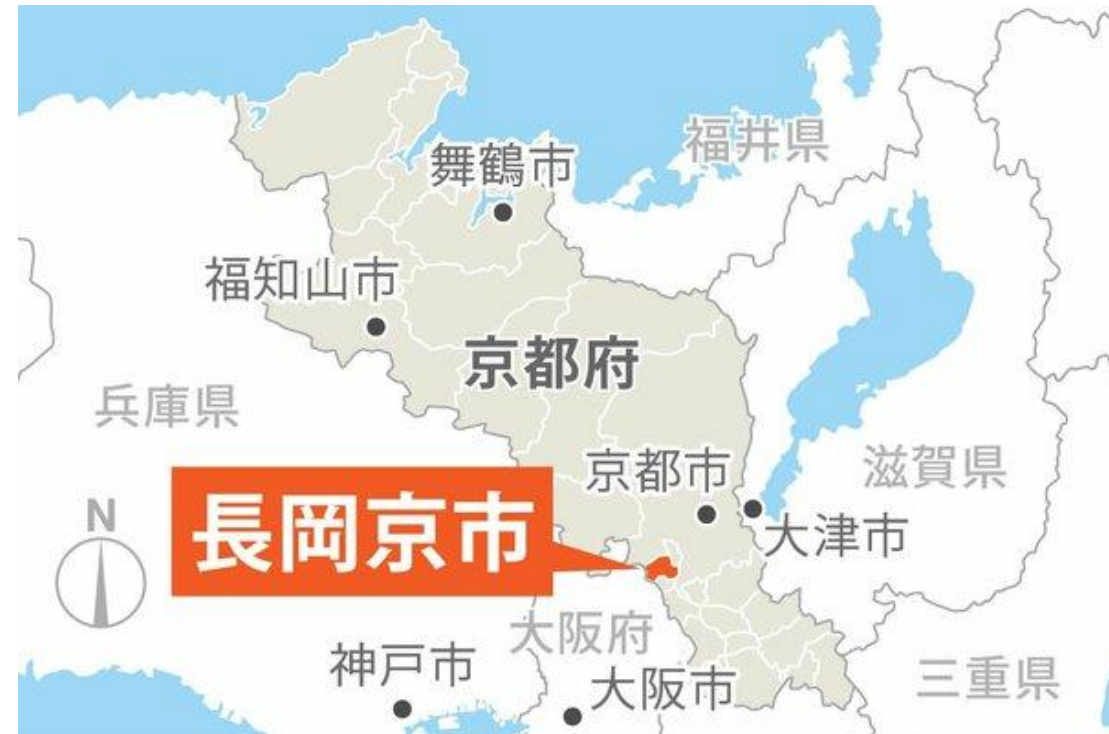 福井県
舞鶴市
福知山市
京都府
兵庫県
京都市
滋賀県
長岡京市
大津市
N
大阪府
神戸市
大阪市
三重県